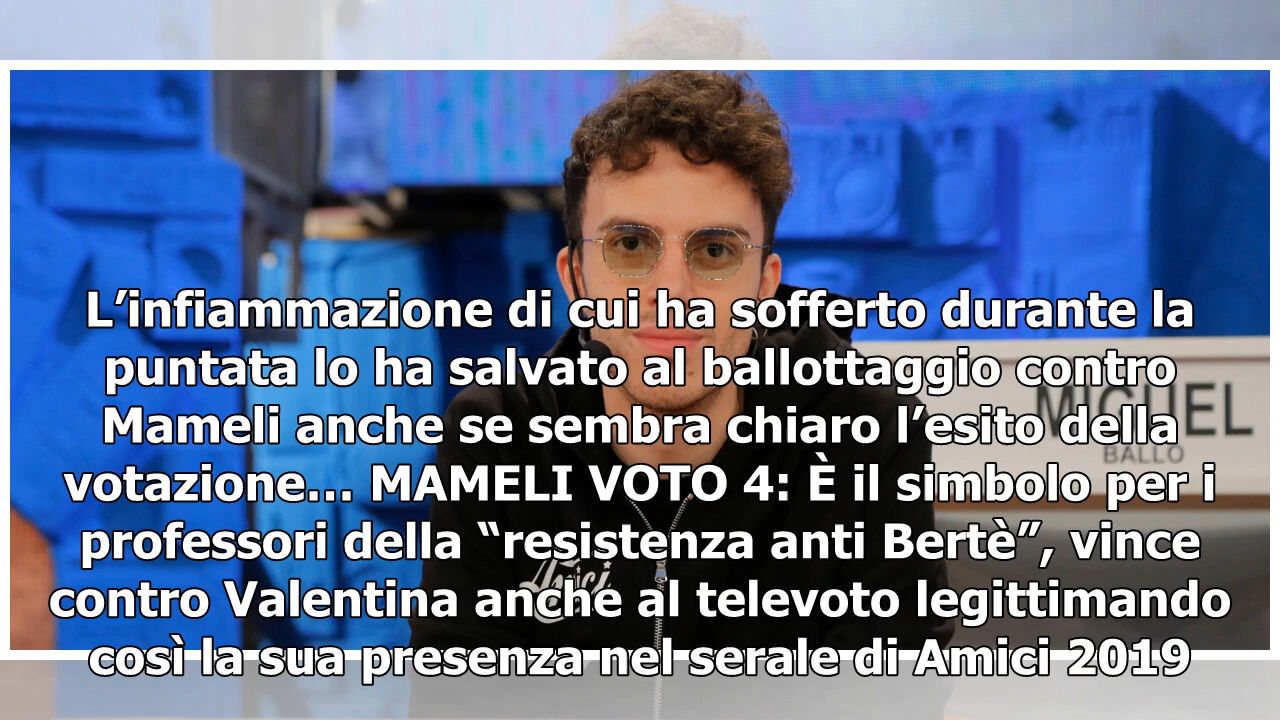 L’infiammazione di cui ha sofferto durante la
puntata lo ha salvato al ballottaggio contro
Mameli anche se sembra chiaro l’esito della
votazione... MAMELI VOTO 4: È il simbolo per i
professori della “resistenza anti Bertè”, vince
contro Valentina anche al televoto legittimando
così la sua presenza nel serale di Amici 2019
MIGUEL
BALLO
Amici